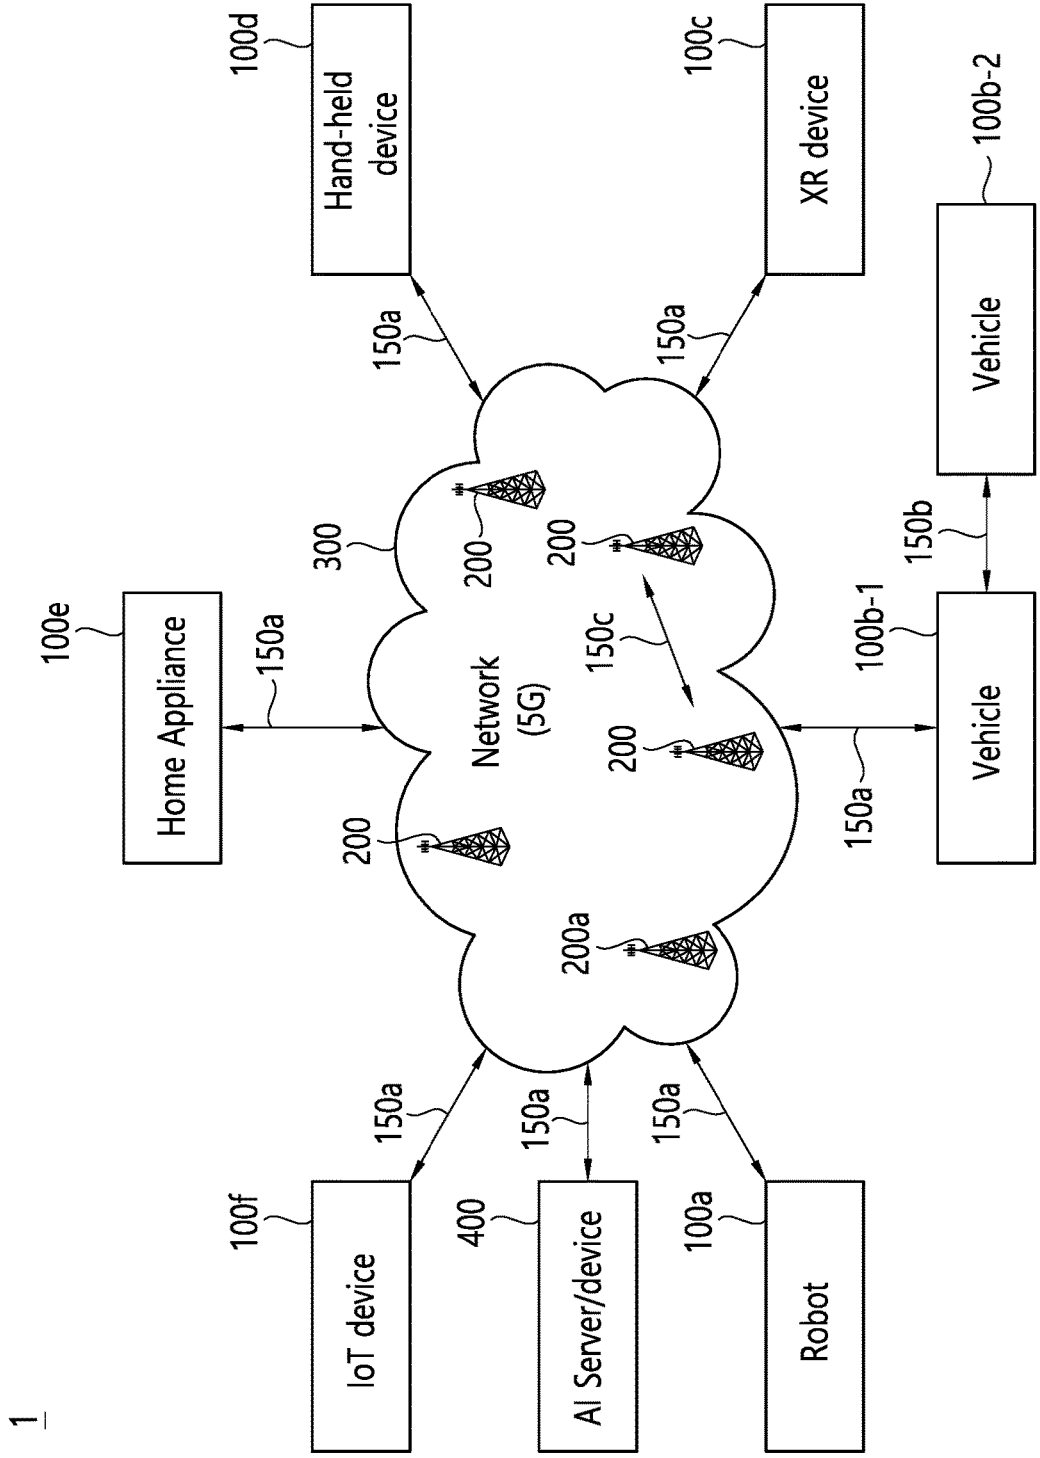 1
100e
Home Appliance
150a
100f
IoT device
150a
300
150a
100d
Hand-held
device
400
AI Server/device
150a
200
Network
(5G)
200
200a
200
150c
200
100a
Robot
150a
150a
100c
XR device
150a
100b-1
Vehicle
150b
Vehicle
100b-2